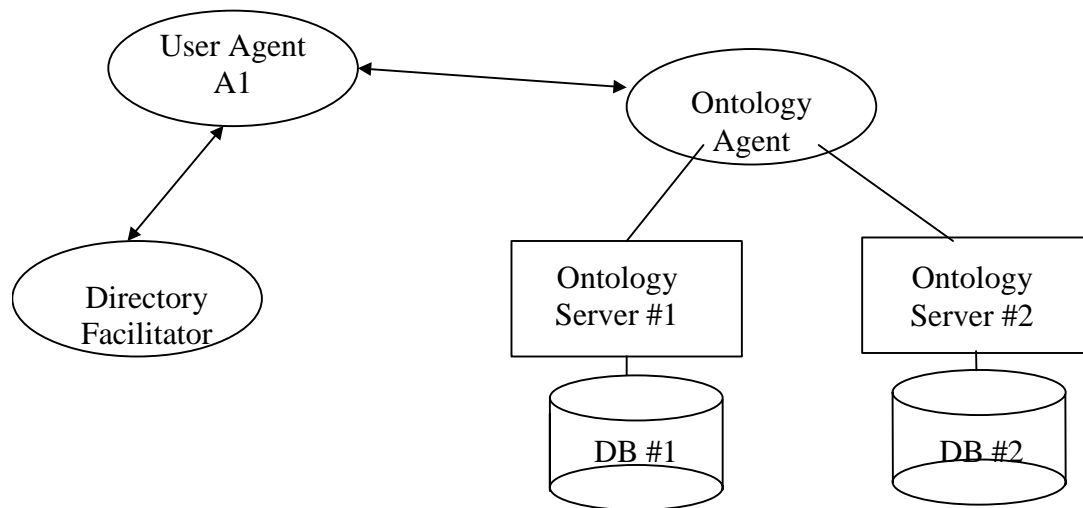 User Agent
A1
Ontology
Agent
Directory
Facilitator
Ontology
Server #1
Ontology
Server #2
DB #1
DB #2